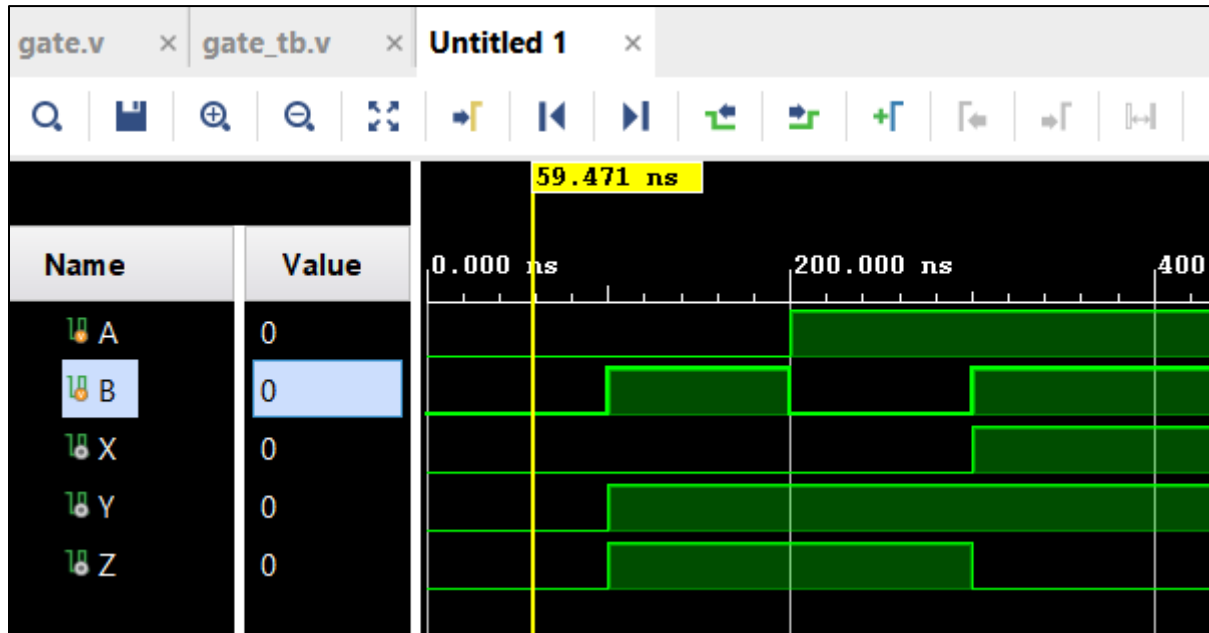 gate.v × gate_tb.v × Untitled 1 ×
59.471 ns
Name Value 0.000 ns 200.000 ns 400
A 0
B 0
X 0
Y 0
Z 0